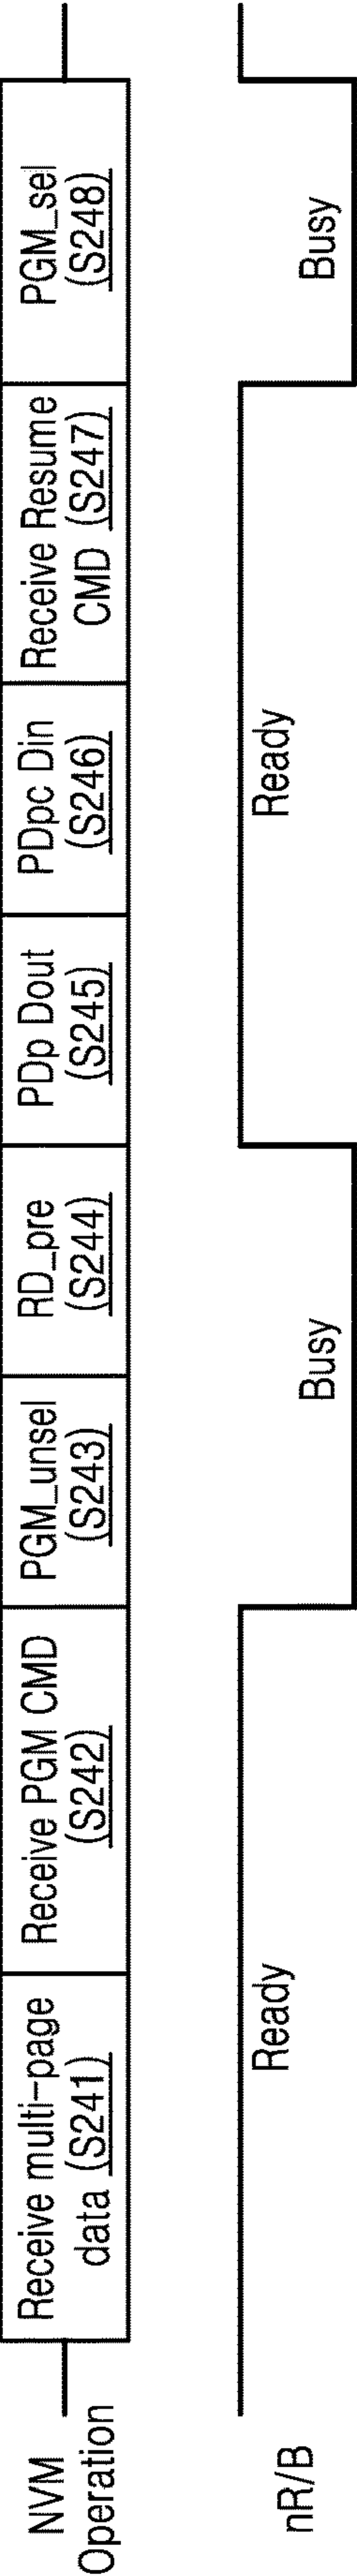 NVM
Operation
Receive multi-page
data (S241)
Receive PGM CMD
(S242)
PGM_unsel
(S243)
RD_pre
(S244)
PDp Dout
(S245)
PDpc Din
(S246)
Receive Resume
CMD (S247)
PGM_sel
(S248)
nR/B
Ready
Busy
Ready
Busy